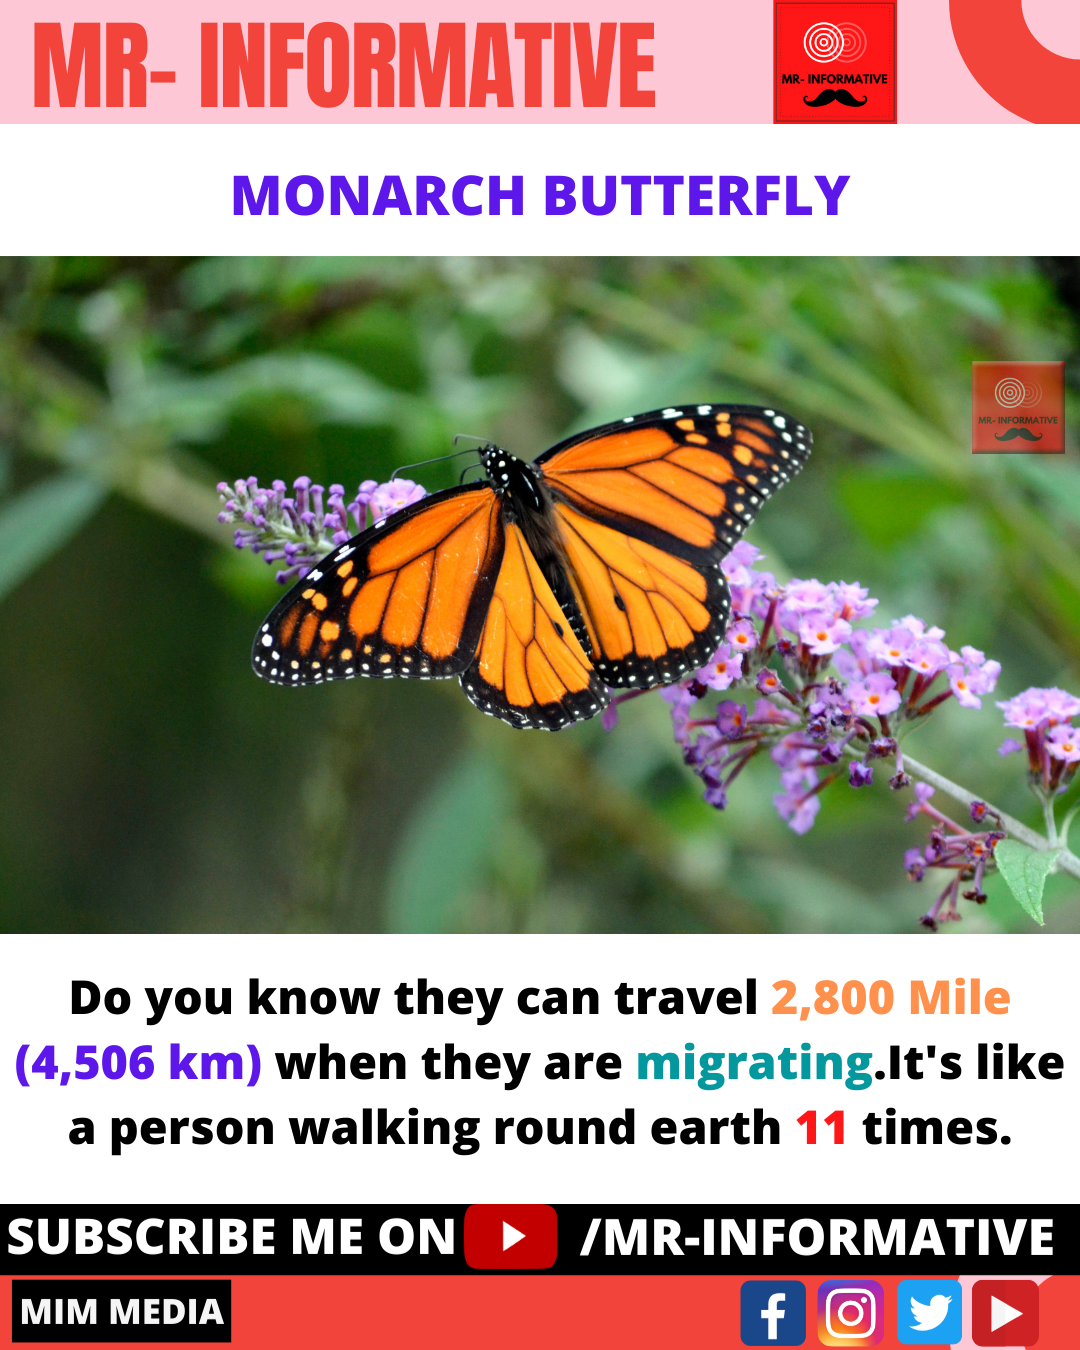 MR- INFORMATIVE
MR- INFORMATIVE
MONARCH BUTTERFLY
MR- INFORMATIVE
Do you know they can travel 2,800 Mile
(4,506 km) when they are migrating.It's like
a person walking round earth 11 times.
SUBSCRIBE ME ON /MR-INFORMATIVE
MIM MEDIA